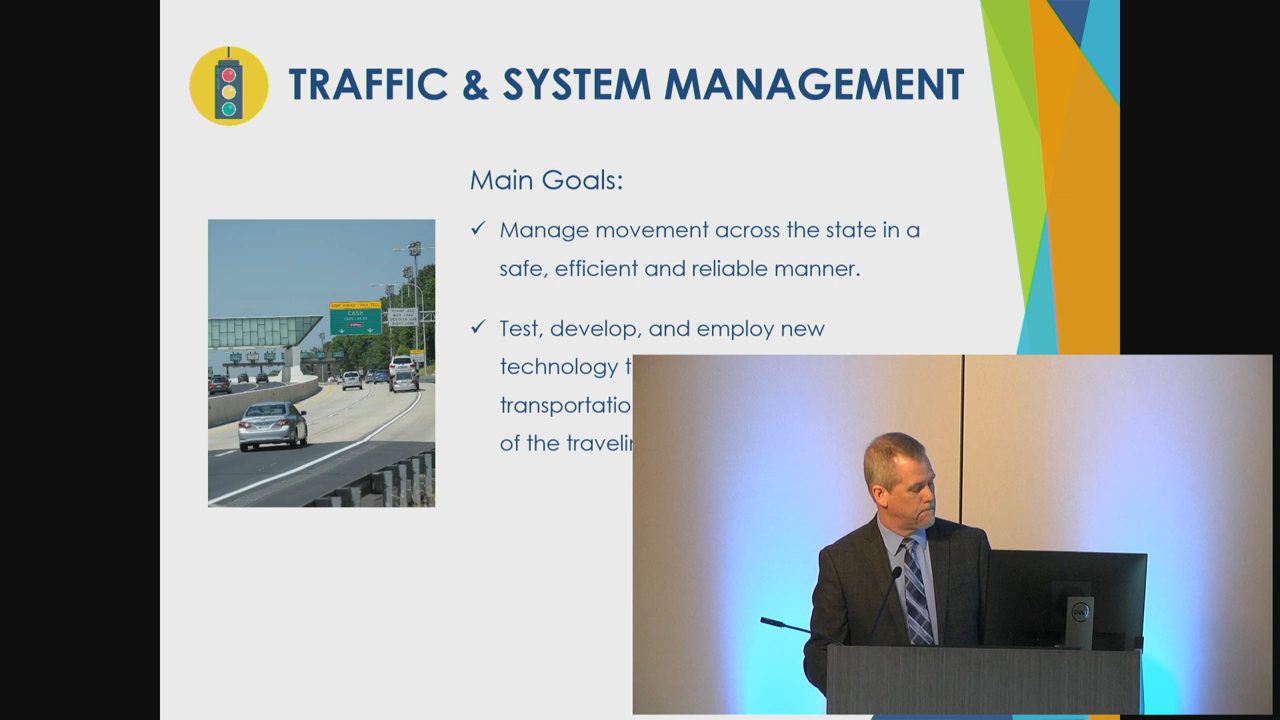 TRAFFIC & SYSTEM MANAGEMENT
Main Goals:
Manage movement across the state in a
safe, efficient and reliable manner.
Test, develop, and employ new
technology
transportatio
of the
CASH
DELL